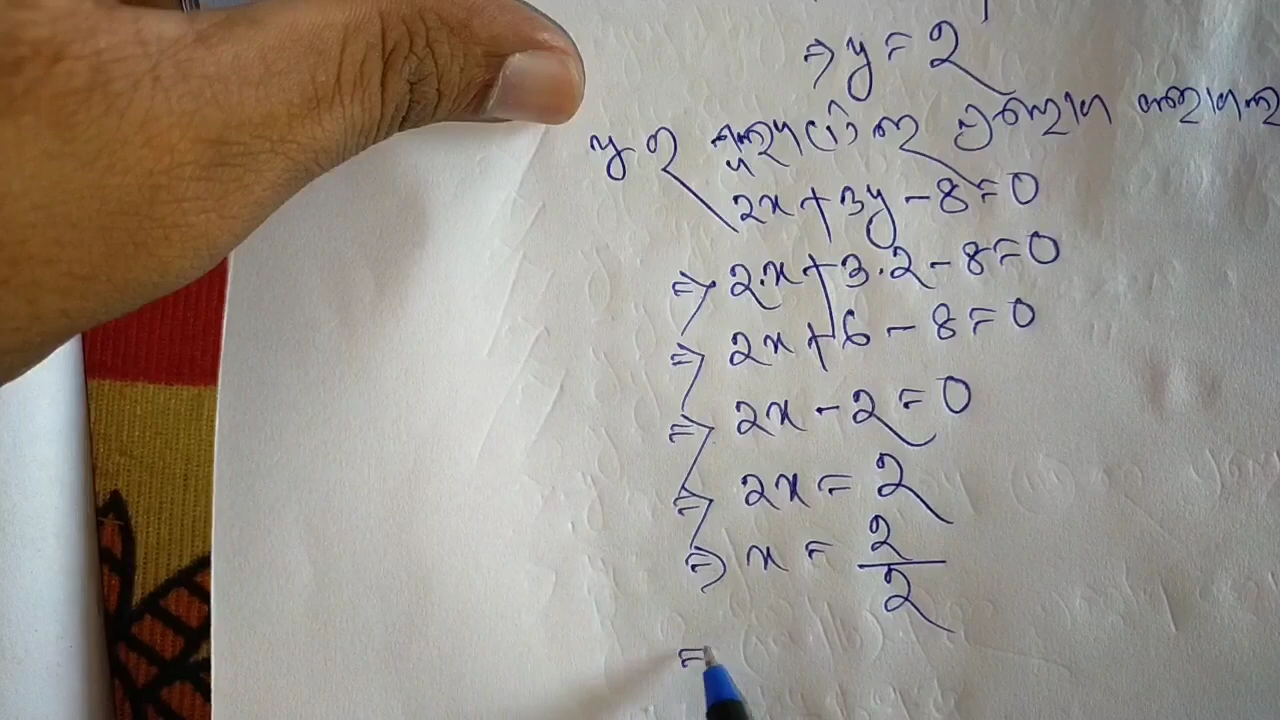 ⇒ y = 2
2x + 3y - 8 = 0
⇒ 2.x + 3.2 - 8 = 0
⇒ 2x + 6 - 8 = 0
⇒ 2x - 2 = 0
⇒ 2x = 2
⇒ x = 2/2
=